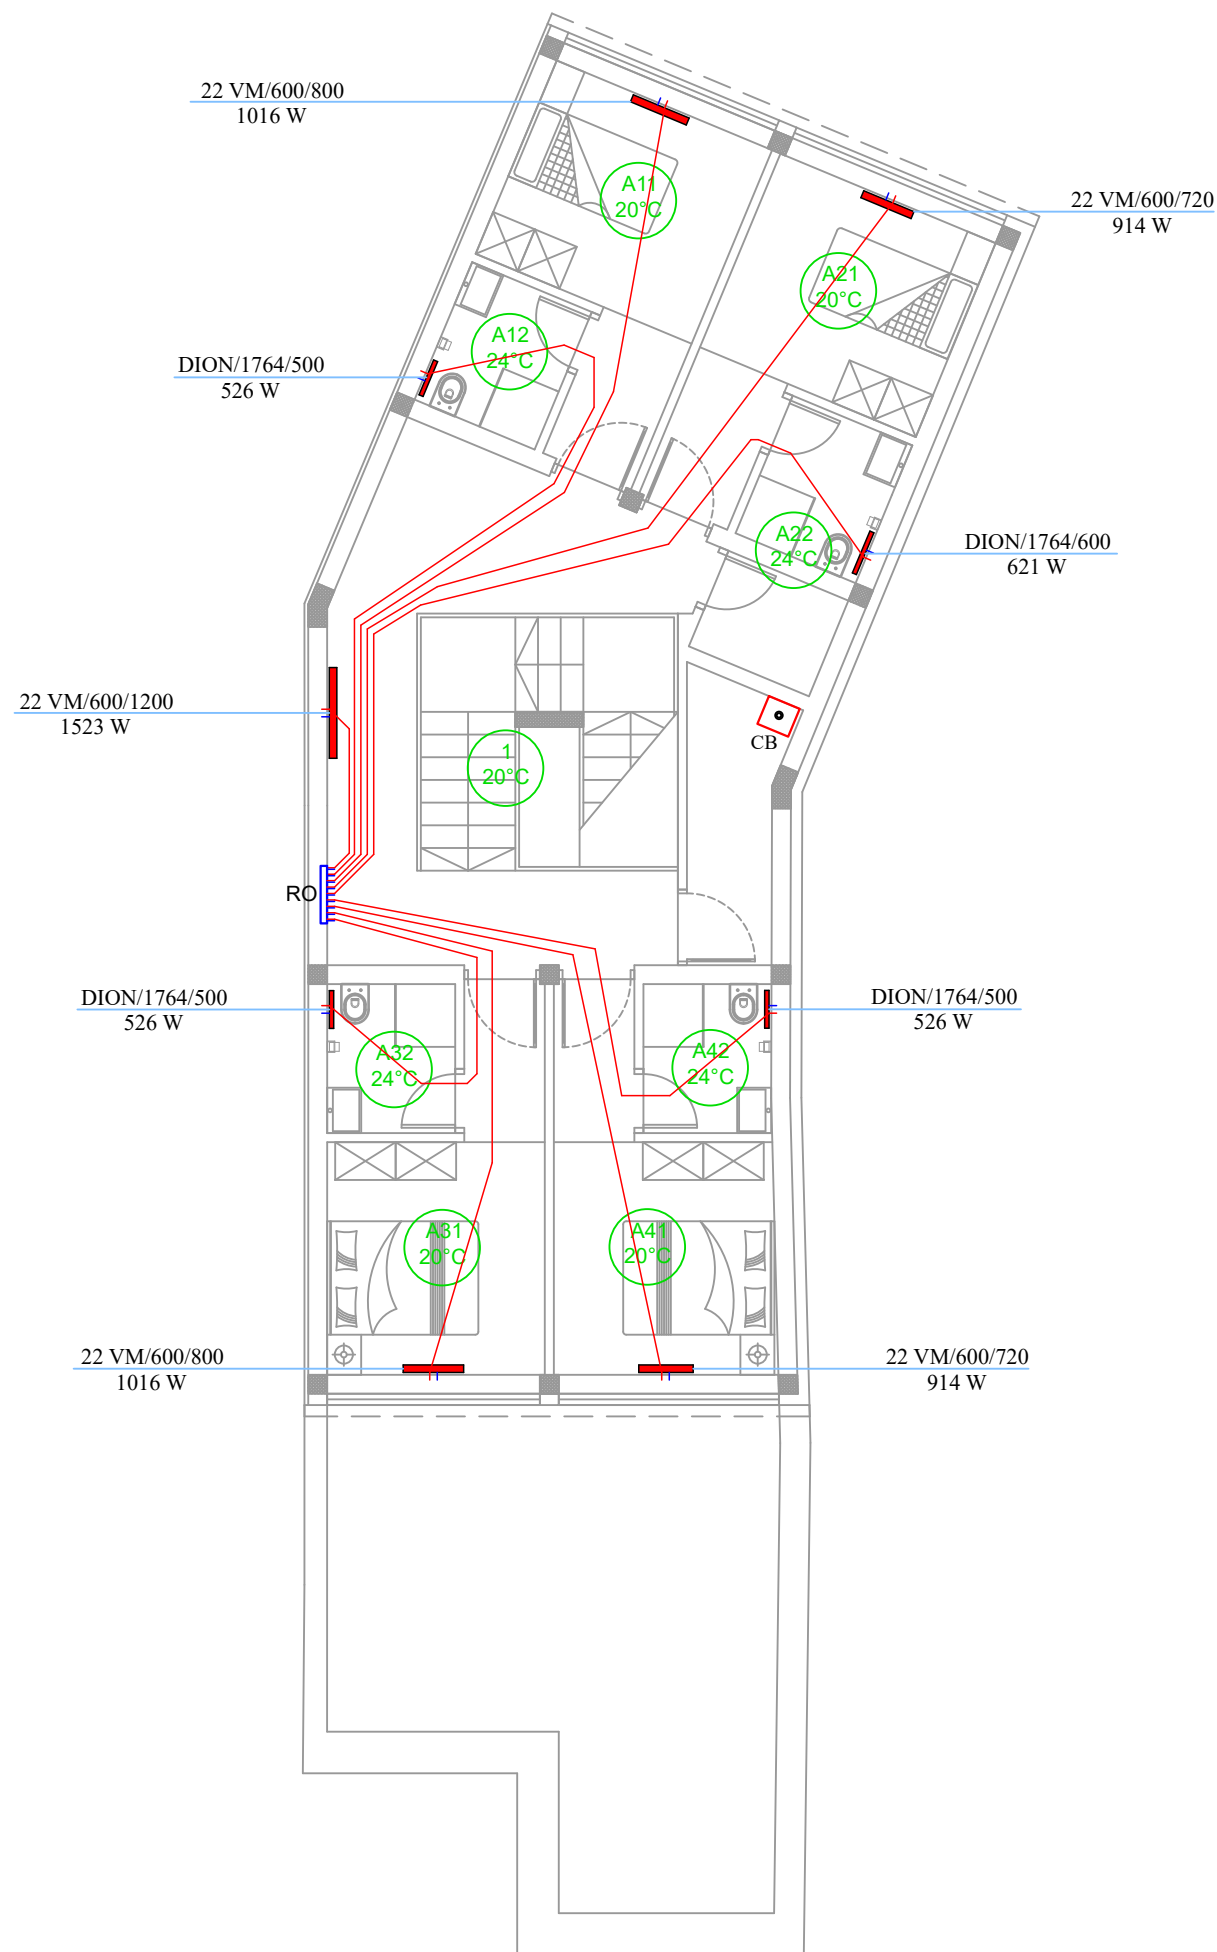 22 VM/600/800
1016 W
A11
20°C
22 VM/600/720
914 W
A21
20°C
A12
24°C
DION/1764/500
526 W
A22
24°C
DION/1764/600
621 W
22 VM/600/1200
1523 W
1
20°C
CB
RO
DION/1764/500
526 W
DION/1764/500
526 W
A32
24°C
A42
24°C
A31
20°C
A41
20°C
22 VM/600/800
1016 W
22 VM/600/720
914 W